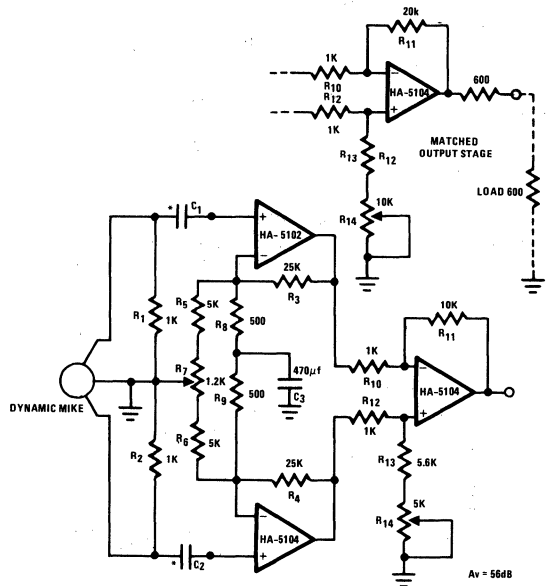 20k
R11
1K
R10
R12
1K
HA-5104
600
MATCHED
OUTPUT STAGE
R13
R12
10K
R14
LOAD 600
* C1
HA-5102
25K
R3
R5
5K
R8
500
R1
1K
R7
1.2K
470μf
C3
R9
500
DYNAMIC MIKE
R2
1K
R6
5K
25K
R4
HA-5104
* C2
10K
R11
1K
R10
R12
1K
HA-5104
R13
5.6K
5K
R14
Av = 56dB